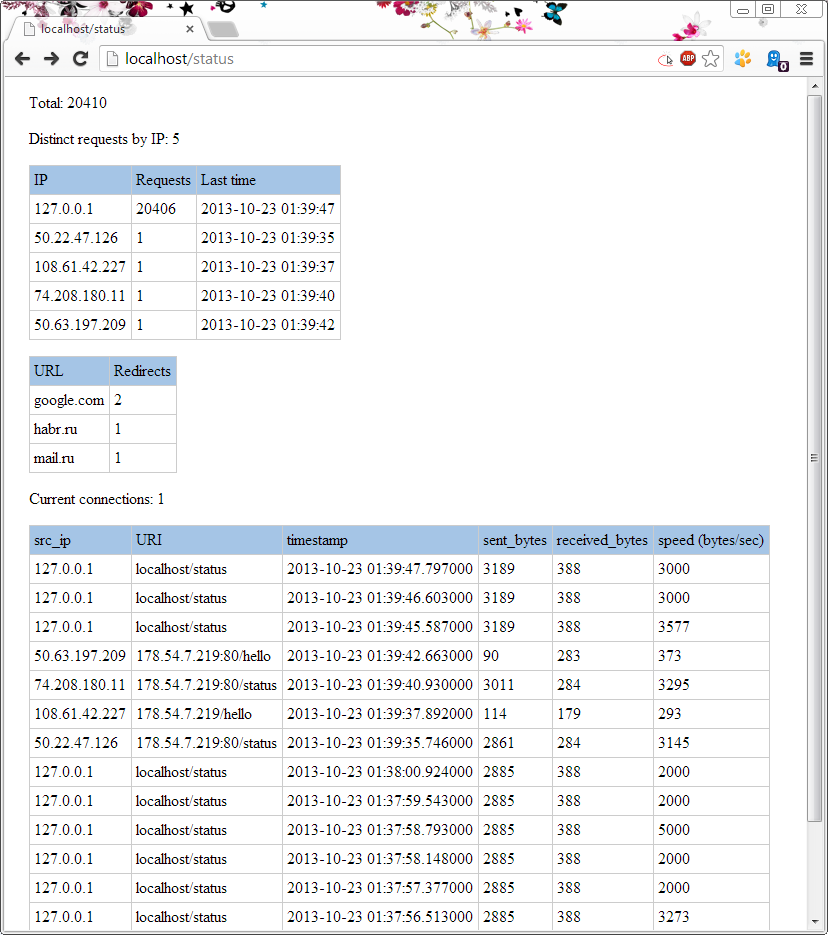 localhost/status
localhost/status
ABP
0
Total: 20410
Distinct requests by IP: 5
IP Requests Last time
127.0.0.1 20406 2013-10-23 01:39:47
50.22.47.126 1 2013-10-23 01:39:35
108.61.42.227 1 2013-10-23 01:39:37
74.208.180.11 1 2013-10-23 01:39:40
50.63.197.209 1 2013-10-23 01:39:42
URL Redirects
google.com 2
habr.ru 1
mail.ru 1
Current connections: 1
src_ip URI timestamp sent_bytes received_bytes speed (bytes/sec)
127.0.0.1 localhost/status 2013-10-23 01:39:47.797000 3189 388 3000
127.0.0.1 localhost/status 2013-10-23 01:39:46.603000 3189 388 3000
127.0.0.1 localhost/status 2013-10-23 01:39:45.587000 3189 388 3577
50.63.197.209 178.54.7.219:80/hello 2013-10-23 01:39:42.663000 90 283 373
74.208.180.11 178.54.7.219:80/status 2013-10-23 01:39:40.930000 3011 284 3295
108.61.42.227 178.54.7.219/hello 2013-10-23 01:39:37.892000 114 179 293
50.22.47.126 178.54.7.219:80/status 2013-10-23 01:39:35.746000 2861 284 3145
127.0.0.1 localhost/status 2013-10-23 01:38:00.924000 2885 388 2000
127.0.0.1 localhost/status 2013-10-23 01:37:59.543000 2885 388 2000
127.0.0.1 localhost/status 2013-10-23 01:37:58.793000 2885 388 5000
127.0.0.1 localhost/status 2013-10-23 01:37:58.148000 2885 388 2000
127.0.0.1 localhost/status 2013-10-23 01:37:57.377000 2885 388 2000
127.0.0.1 localhost/status 2013-10-23 01:37:56.513000 2885 388 3273